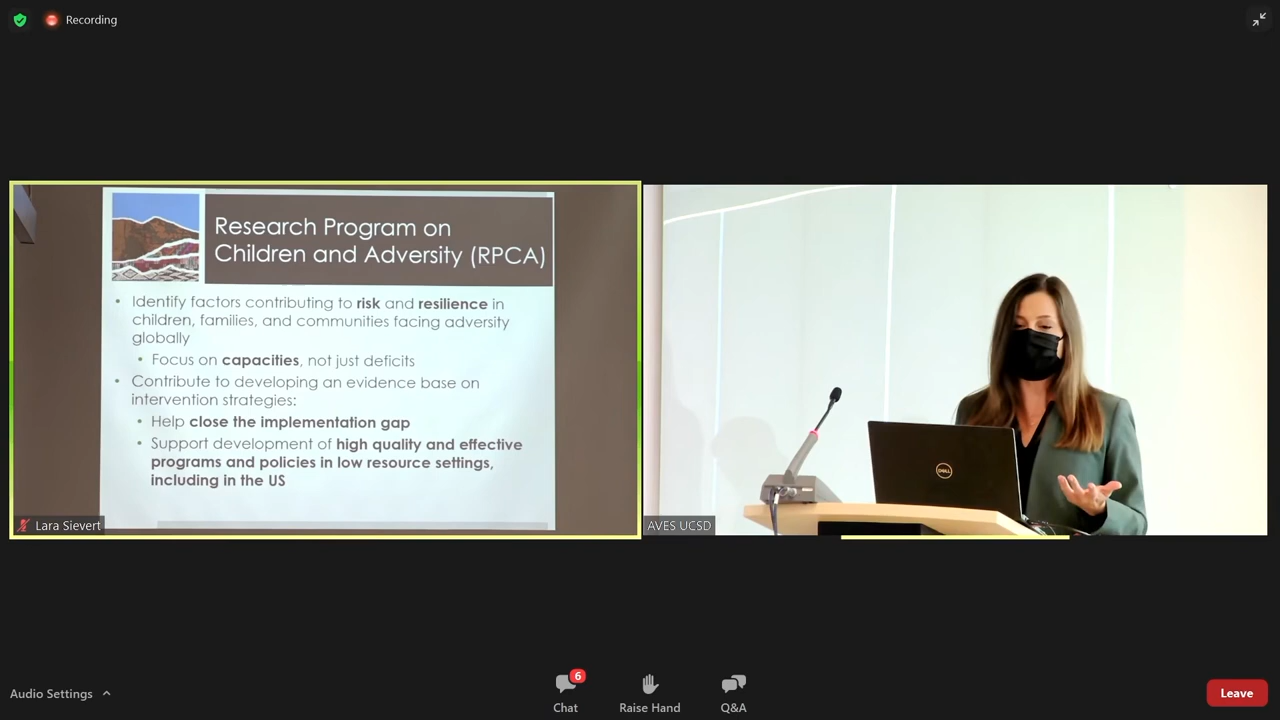 Recording
Research Program on
Children and Adversity (RPCA)
• Identify factors contributing to risk and resilience in
children, families, and communities facing adversity
globally
• Focus on capacities, not just deficits
• Contribute to developing an evidence base on
intervention strategies:
• Help close the implementation gap
• Support development of high quality and effective
programs and policies in low resource settings,
including in the US
Lara Sievert
DELL
AVES UCSD
Audio Settings
6
Chat
Raise Hand
Q&A
Leave